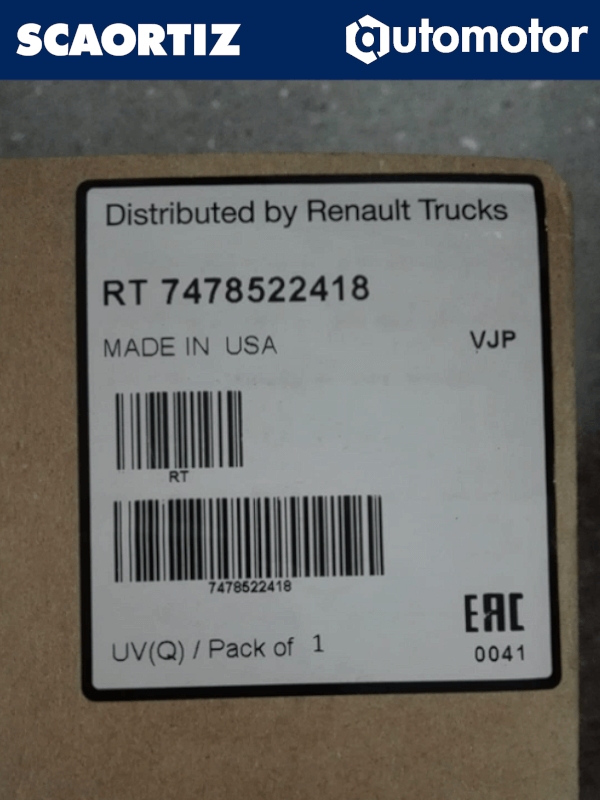 SCAORTIZ
automotor
Distributed by Renault Trucks
RT 7478522418
MADE IN USA
VJP
RT
7478522418
EAC
0041
UV(Q) / Pack of 1